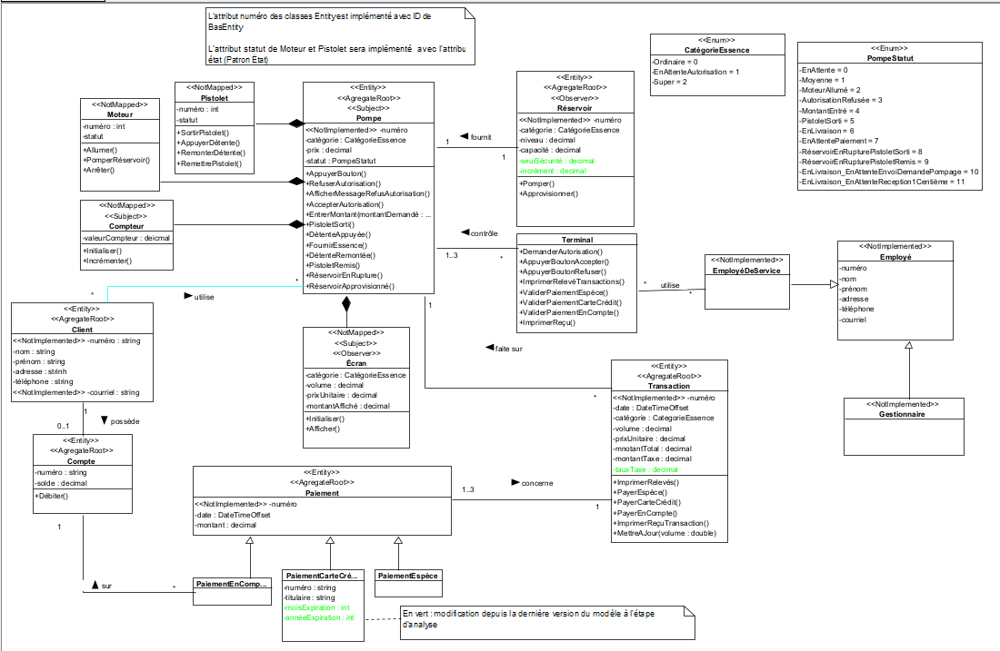 L'attribut numéro des classes Entityest implémenté avec ID de
BasEntity
L'attribut statut de Moteur et Pistolet sera implémenté avec l'attribu
état (Patron État)
<<Enum>>
CatégorieEssence
-Ordinaire = 0
-EnAttenteAutorisation = 1
-Super = 2
<<Enum>>
PompeStatut
-EnAttente = 0
-Moyenne = 1
-MoteurAllumé = 2
-AutorisationRefusée = 3
-MontantEntré = 4
-PistoletSorti = 5
-EnLivraison = 6
-EnAttentePaiement = 7
-RéservoirEnRupturePistoletSorti = 8
-RéservoirEnRupturePistoletRemis = 9
-EnLivraison_EnAttenteEnvoiDemandePompage = 10
-EnLivraison_EnAttenteReception1Centième = 11
<<NotMapped>>
Moteur
-numéro : int
-statut
+Allumer()
+PomperRéservoir()
+Arrêter()
<<NotMapped>>
Pistolet
-numéro : int
-statut
+SortirPistolet()
+AppuyerDétente()
+RemonterDétente()
+RemettrePistolet()
<<Entity>>
<<AgregateRoot>>
<<Subject>>
Pompe
<<NotImplemented>> -numéro
-catégorie : CatégorieEssence
-prix : decimal
-statut : PompeStatut
+AppuyerBouton()
+RefuserAutorisation()
+AfficherMessageRefusAutorisation()
+AccepterAutorisation()
+EntrerMontant(montantDemandé : ...
+PistoletSorti()
+DétenteAppuyée()
+FournirEssence()
+DétenteRemontée()
+PistoletRemis()
+RéservoirEnRupture()
+RéservoirApprovisionné()
<<Entity>>
<<AgregateRoot>>
<<Observer>>
Réservoir
<<NotImplemented>> -numéro
-catégorie : CatégorieEssence
-niveau : decimal
-capacité : decimal
-seuilSécurité : decimal
-incrément : decimal
+Pomper()
+Approvisionner()
1
fournit
1
<<NotMapped>>
<<Subject>>
Compteur
-valeurCompteur : deicmal
+Initialiser()
+Incrémenter()
contrôle
1..3
*
Terminal
+DemanderAutorisation()
+AppuyerBoutonAccepter()
+AppuyerBoutonRefuser()
+ImprimerRelevéTransactions()
+ValiderPaiementEspèce()
+ValiderPaiementCarteCrédit()
+ValiderPaiementEnCompte()
+ImprimerReçu()
*
utilise
*
<<NotImplemented>>
EmployéDeService
<<NotImplemented>>
Employé
-numéro
-nom
-prénom
-adresse
-téléphone
-courriel
<<NotImplemented>>
Gestionnaire
*
utilise
*
<<Entity>>
<<AgregateRoot>>
Client
<<NotImplemented>> -numéro : string
-nom : string
-prénom : string
-adresse : strinh
-téléphone : string
<<NotImplemented>> -courriel : string
1
possède
0..1
<<NotMapped>>
<<Subject>>
<<Observer>>
Écran
-catégorie : CatégorieEssence
-volume : decimal
-prixUnitaire : decimal
-montantAffiché : decimal
+Initialiser()
+Afficher()
1
faite sur
*
<<Entity>>
<<AgregateRoot>>
Transaction
<<NotImplemented>> -numéro
-date : DateTimeOffset
-catégorie : CategorieEssence
-volume : decimal
-prixUnitaire : decimal
-mnotantTotal : decimal
-montantTaxe : decimal
-tauxTaxe : decimal
+ImprimerRelevés()
+PayerEspèce()
+PayerCarteCrédit()
+PayerEnCompte()
+ImprimerReçuTransaction()
+MettreAJour(volume : double)
<<Entity>>
<<AgregateRoot>>
Compte
-numéro : string
-solde : decimal
+Débiter()
1
sur
*
<<Entity>>
<<AgregateRoot>>
Paiement
<<NotImplemented>> -numéro
-date : DateTimeOffset
-montant : decimal
1..3
concerne
1
PaiementEnComp...
PaiementCarteCré...
-numéro : string
-titulaire : string
-moisExpiration : int
-annéeExpiration : int
PaiementEspèce
En vert : modification depuis la dernière version du modèle à l'étape
d'analyse